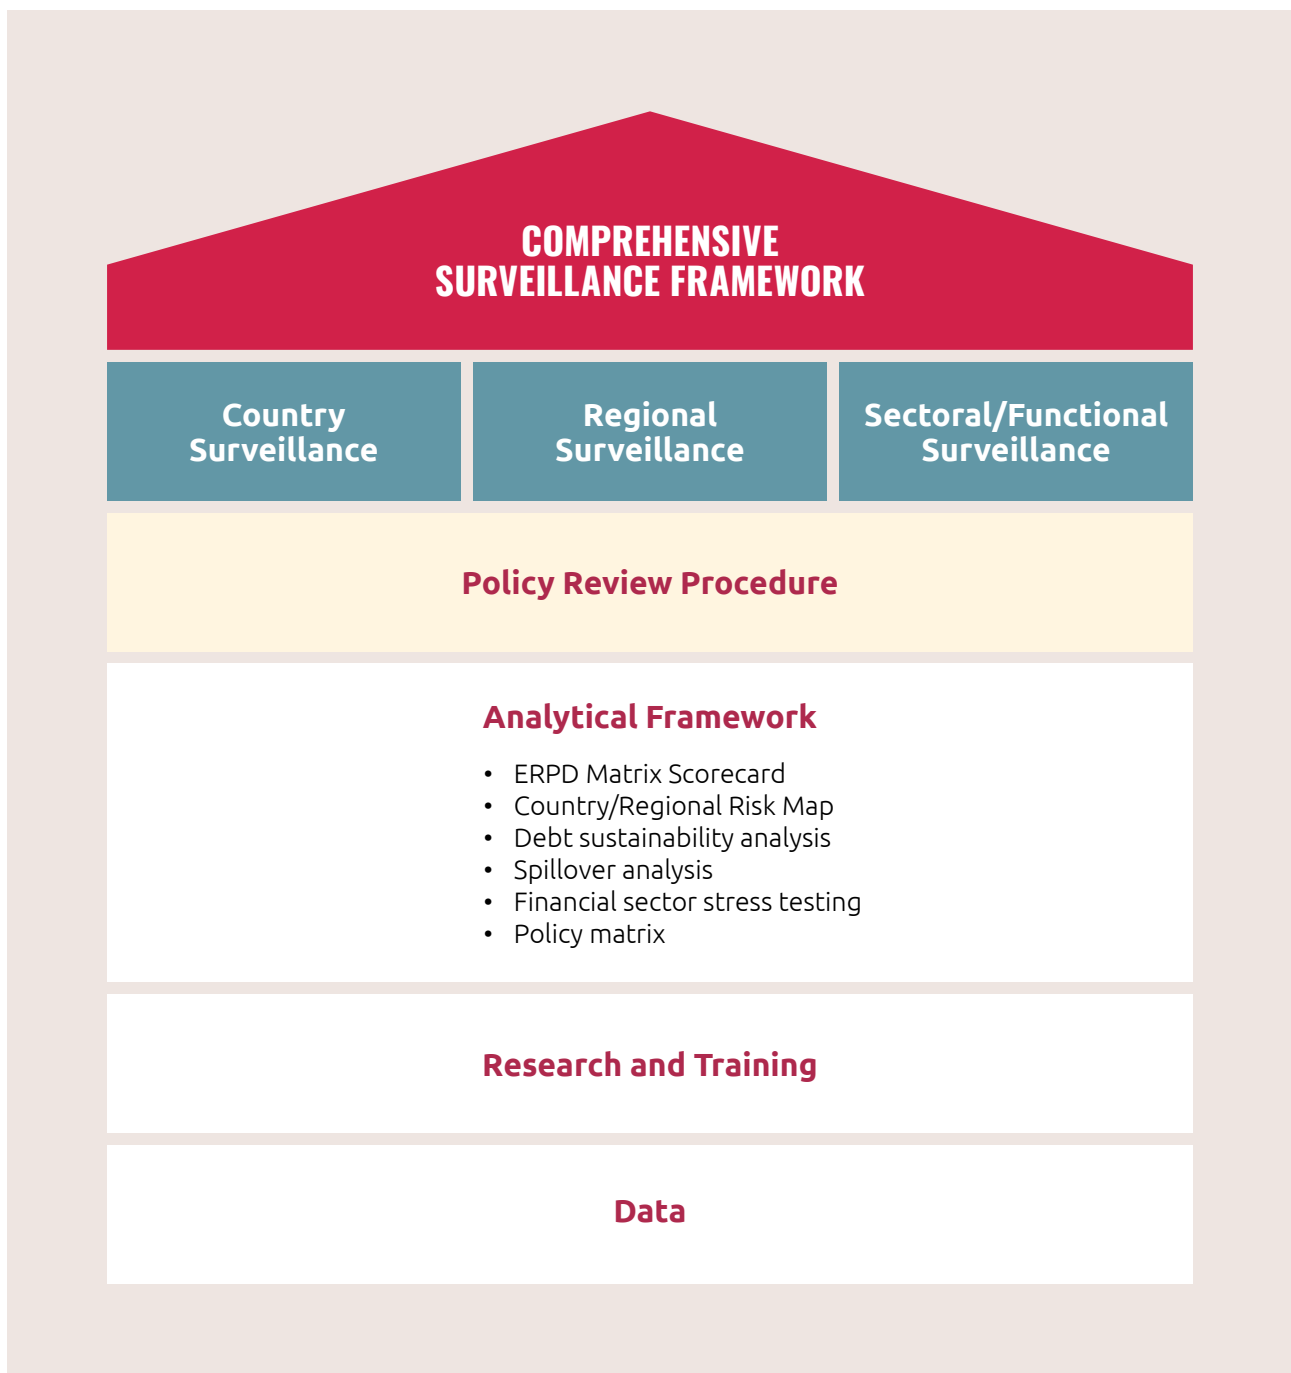 COMPREHENSIVE
SURVEILLANCE FRAMEWORK
Country
Surveillance
Regional
Surveillance
Sectoral/Functional
Surveillance
Policy Review Procedure
Analytical Framework
• ERPD Matrix Scorecard
• Country/Regional Risk Map
• Debt sustainability analysis
• Spillover analysis
• Financial sector stress testing
• Policy matrix
Research and Training
Data